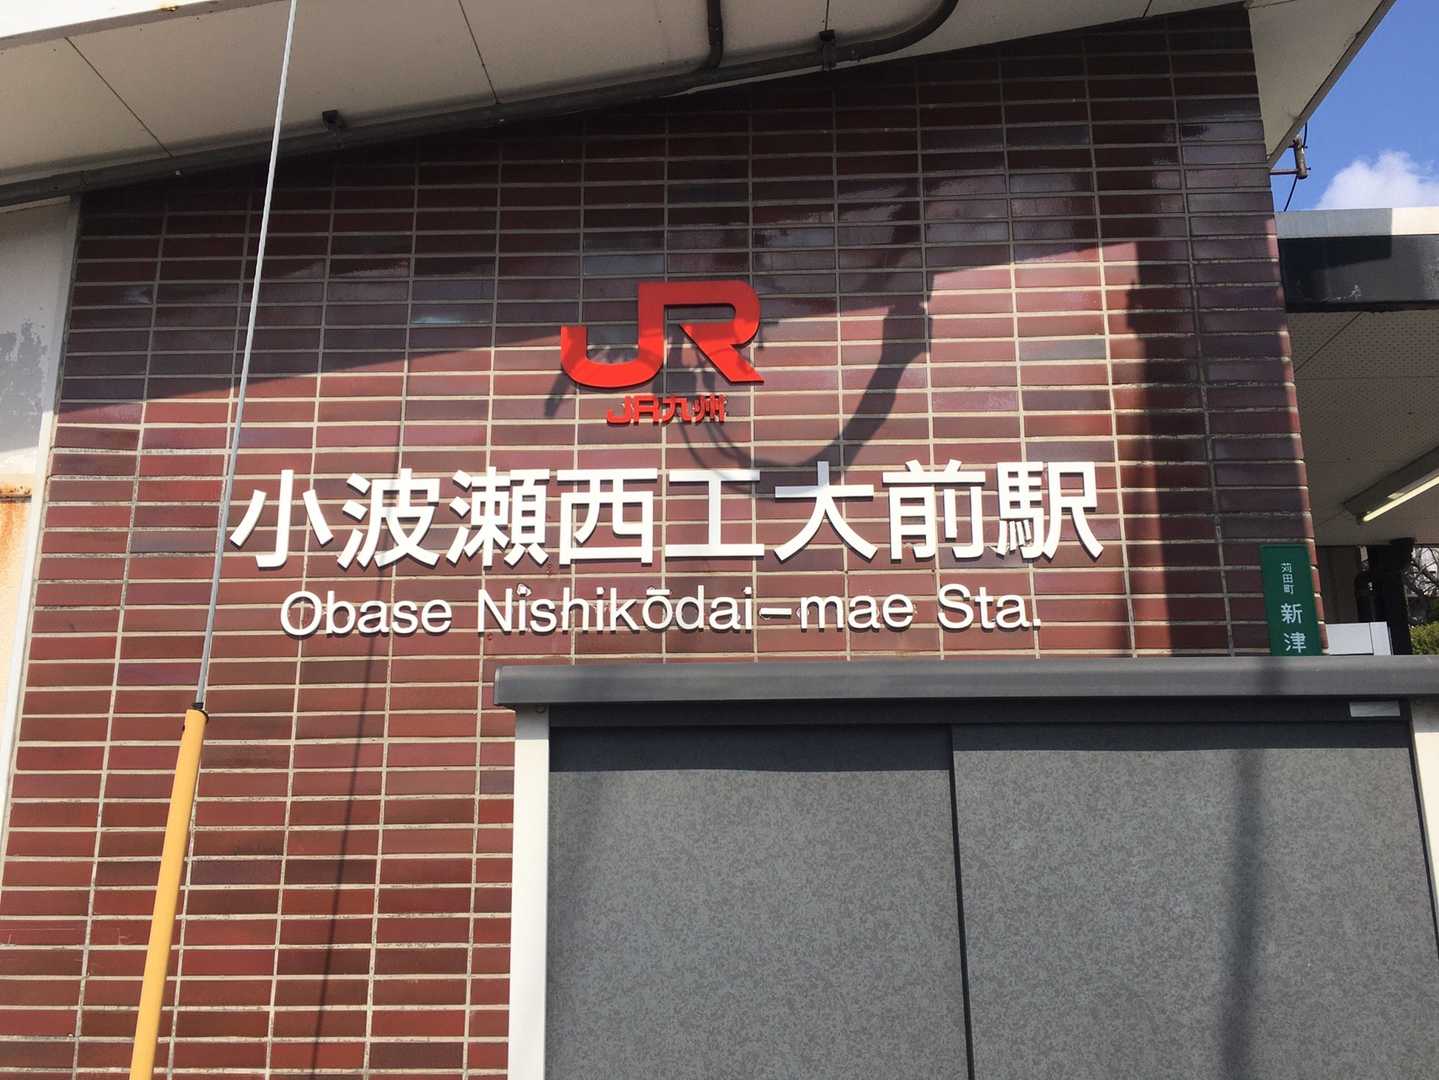 JR
JR九州
小波瀬西工大前駅
Obase Nishikōdai-mae Sta.
苅田町
新津